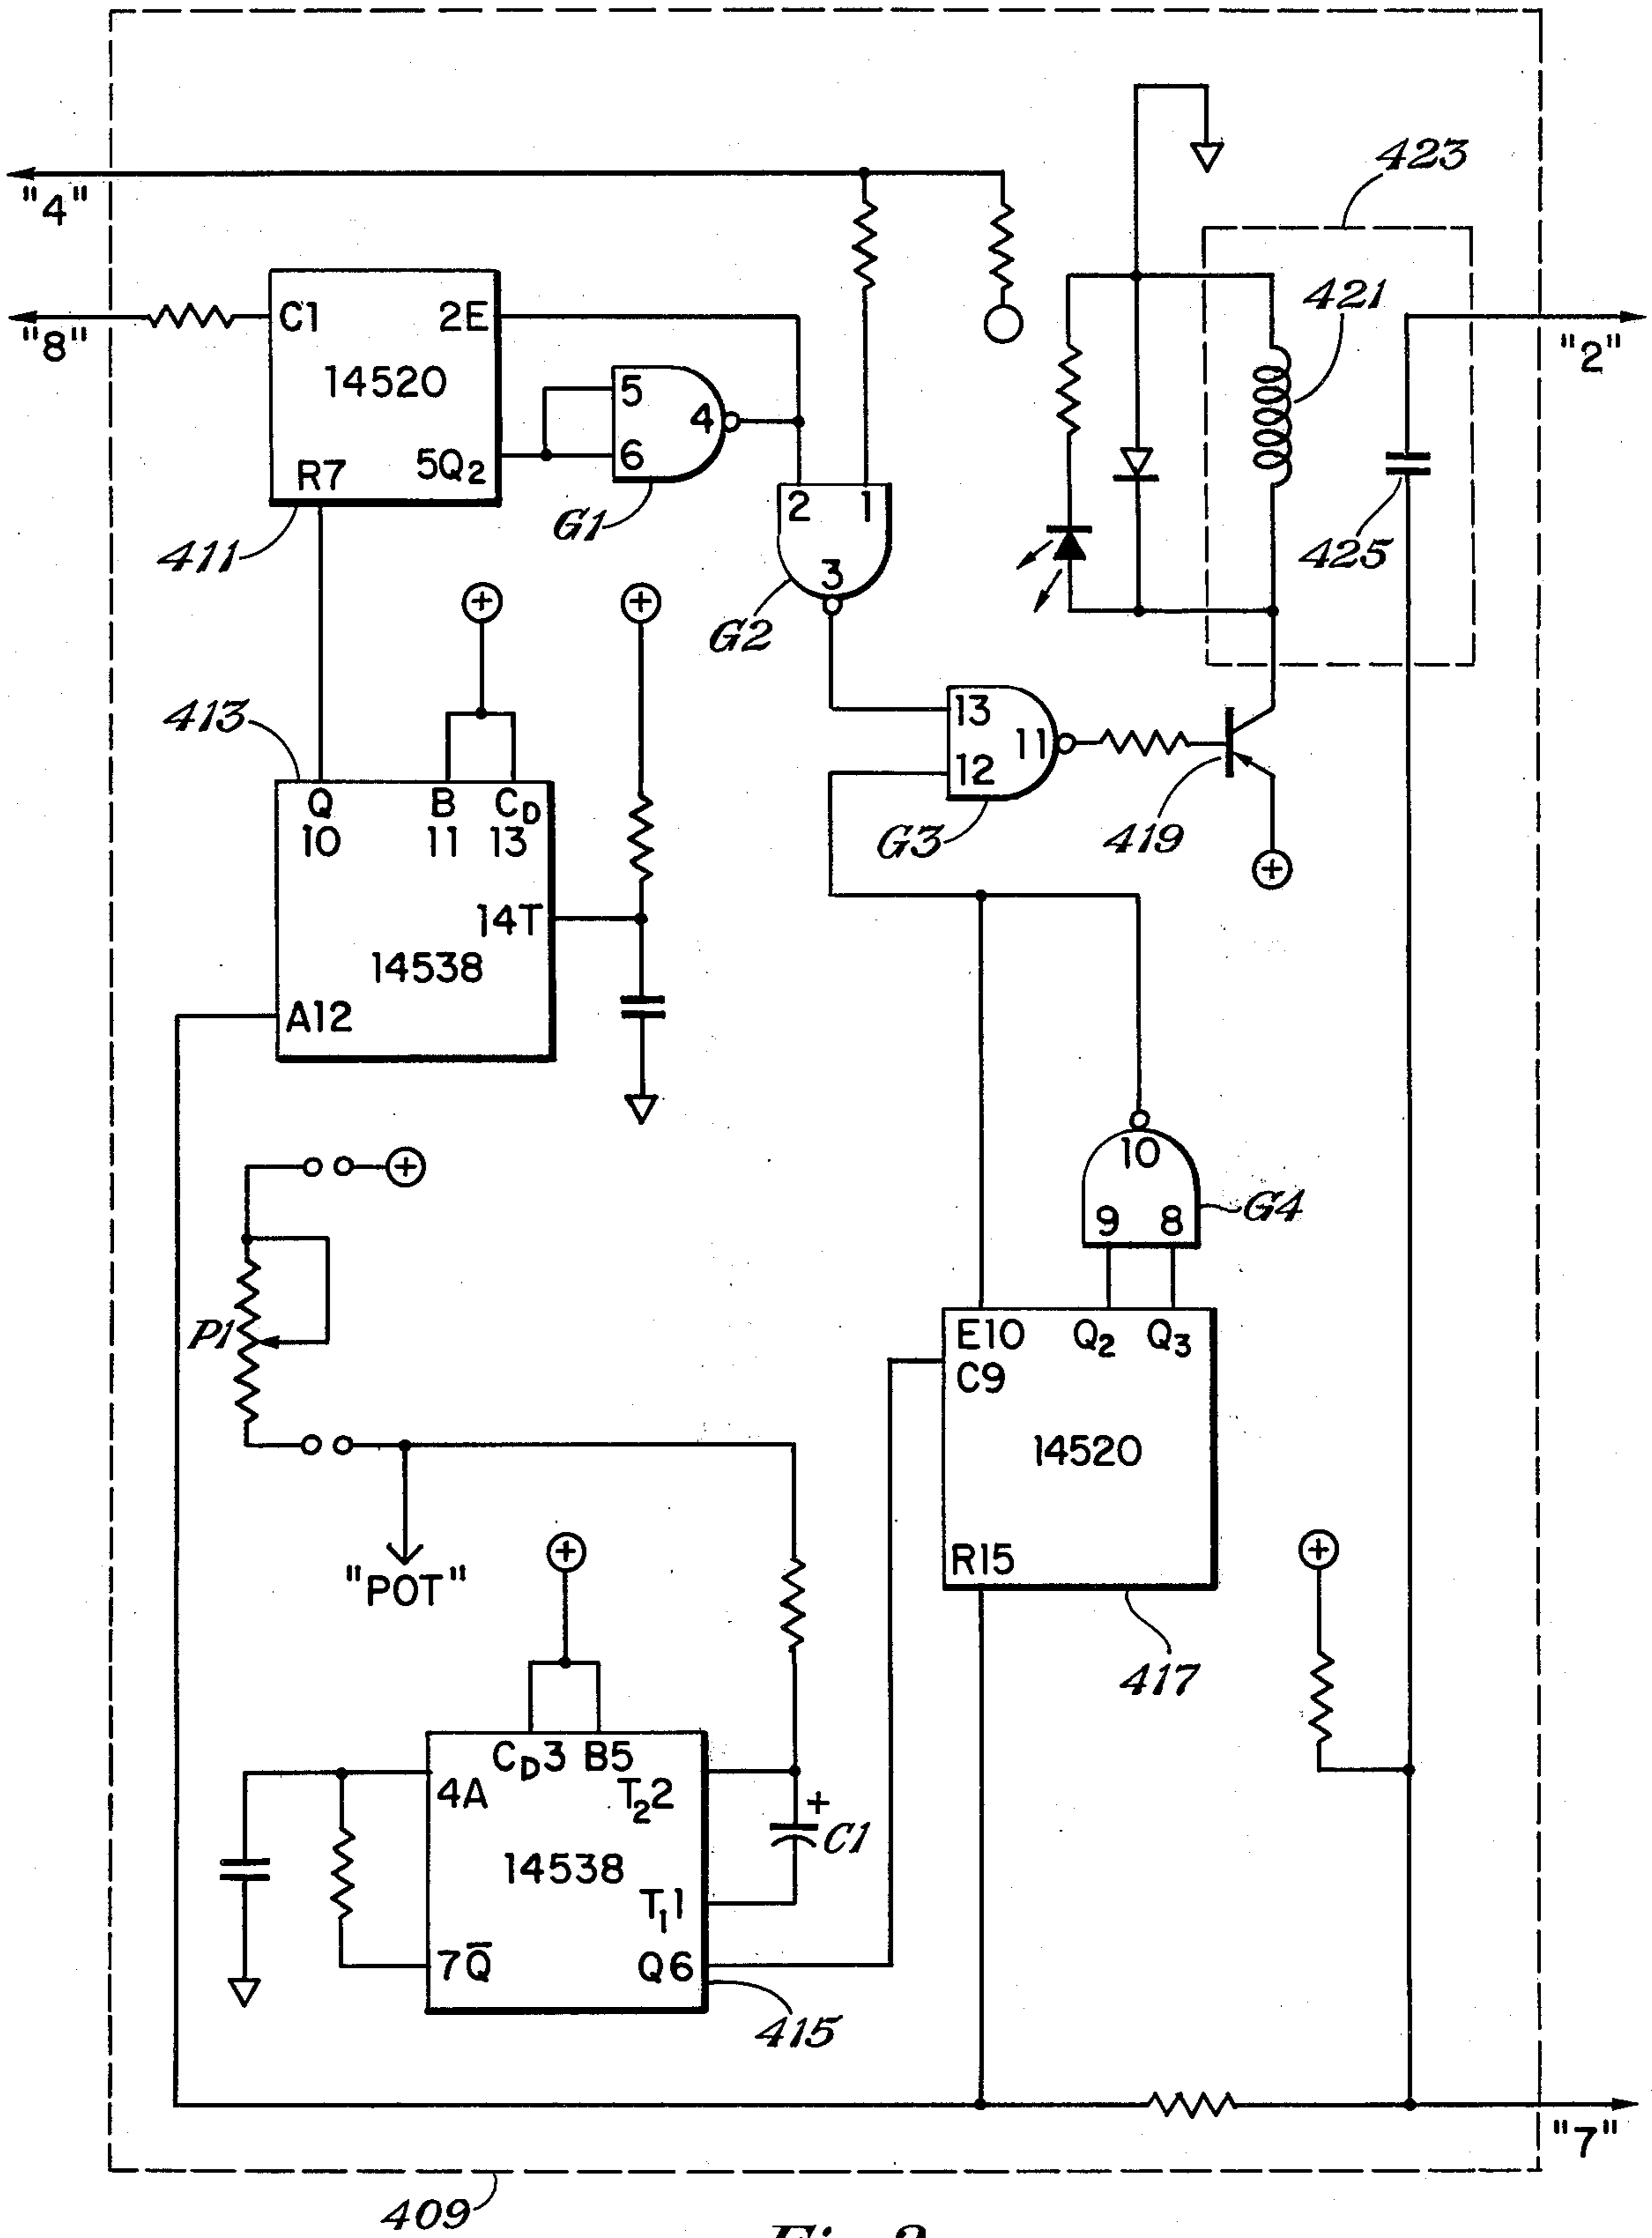 423
"4"
421
"8"
C1
2E
"2"
14520
5
4
6
R7
5Q2
G1
2
1
425
411
3
G2
+
+
413
13
11
12
419
G3
+
Q
10
B
11
CD
13
14T
14538
A12
+
10
9
8
G4
P1
E10
C9
Q2
Q3
14520
+
+
"POT"
R15
417
CD3
B5
4A
T22
+
C1
14538
T11
7Q̅
Q6
415
"7"
409